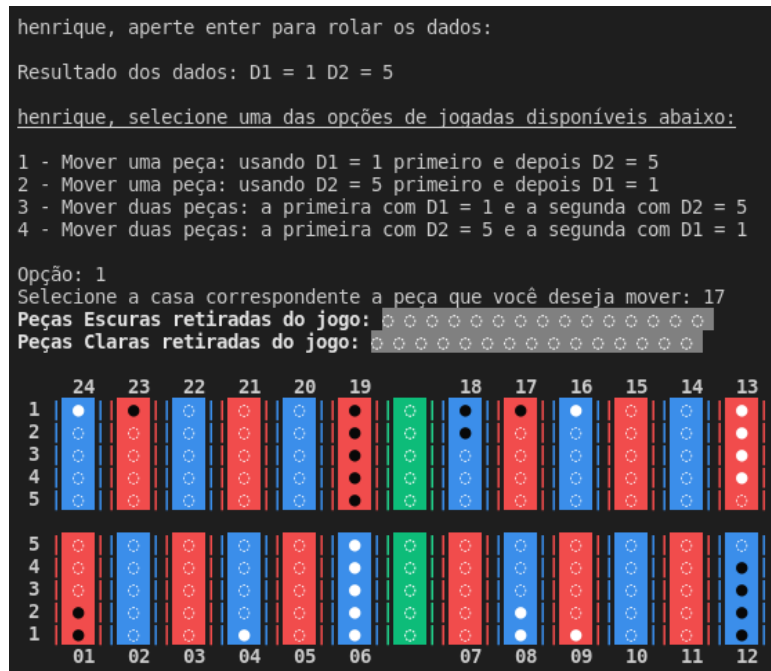 henrique, aperte enter para rolar os dados:
Resultado dos dados: D1 = 1 D2 = 5
henrique, selecione uma das opções de jogadas disponíveis abaixo:
1 - Mover uma peça: usando D1 = 1 primeiro e depois D2 = 5
2 - Mover uma peça: usando D2 = 5 primeiro e depois D1 = 1
3 - Mover duas peças: a primeira com D1 = 1 e a segunda com D2 = 5
4 - Mover duas peças: a primeira com D2 = 5 e a segunda com D1 = 1
Opção: 1
Selecione a casa correspondente a peça que você deseja mover: 17
Peças Escuras retiradas do jogo:
Peças Claras retiradas do jogo:
24 23 22 21 20 19 18 17 16 15 14 13
1
2
3
4
5
5
4
3
2
1
01 02 03 04 05 06 07 08 09 10 11 12